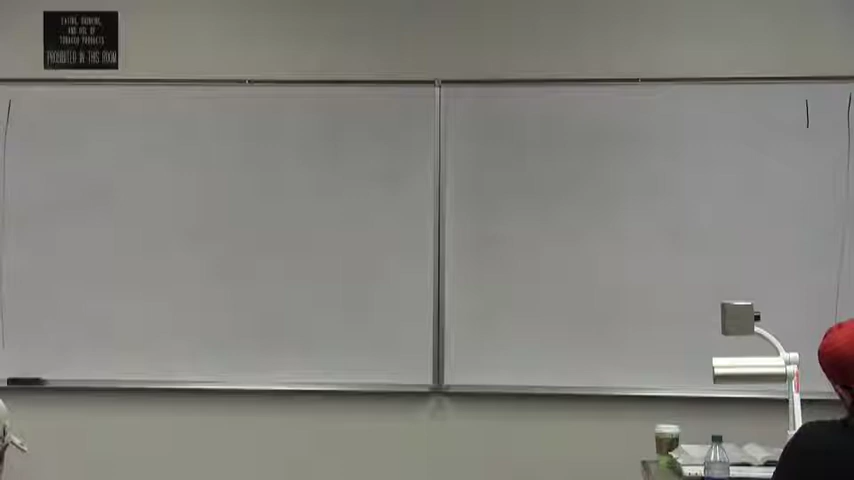 EATING, DRINKING,
AND USE OF
TOBACCO PRODUCTS
PROHIBITED IN THIS ROOM